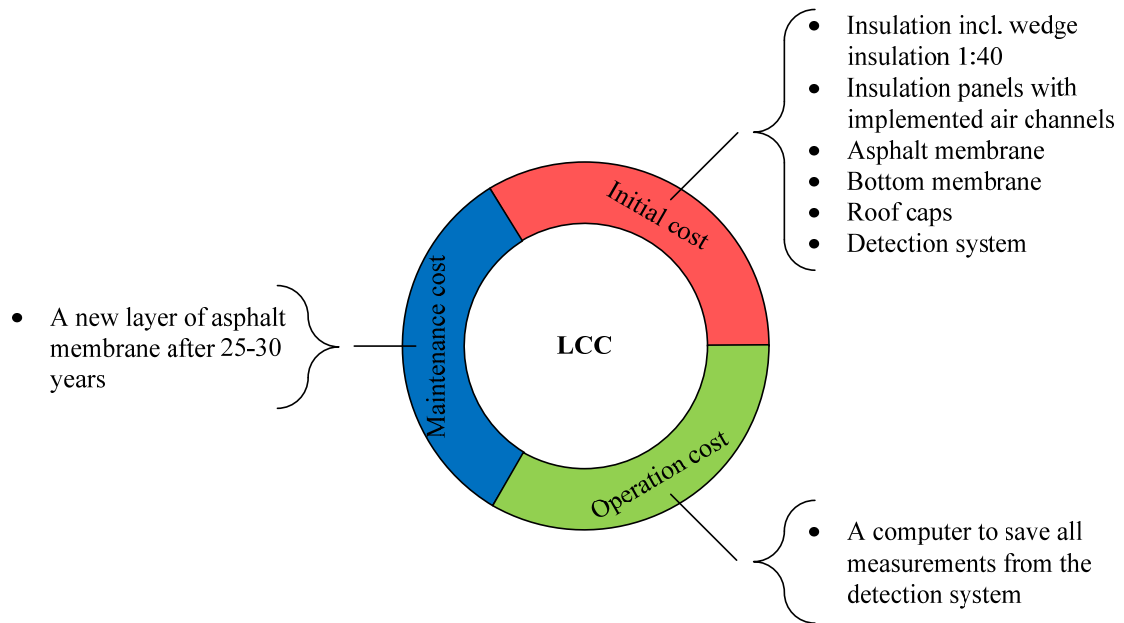 • Insulation incl. wedge
insulation 1:40
• Insulation panels with
implemented air channels
• Asphalt membrane
• Bottom membrane
• Roof caps
• Detection system
Initial cost
Maintenance cost
• A new layer of asphalt
membrane after 25-30
years
LCC
Operation cost
• A computer to save all
measurements from the
detection system